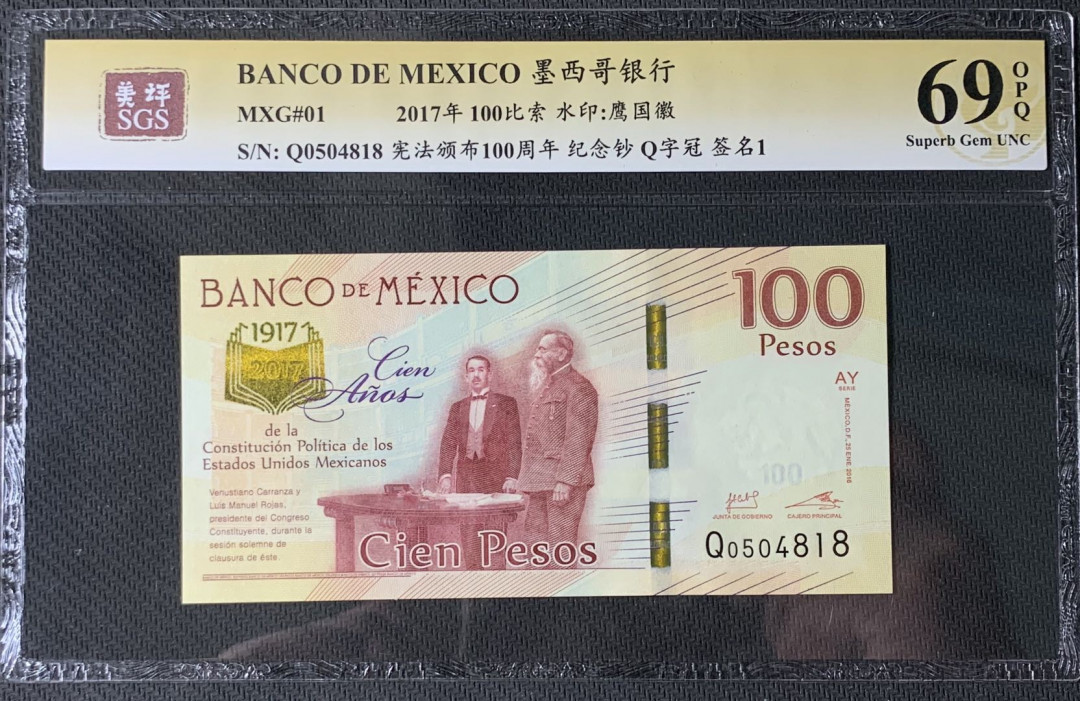 美评
SGS
BANCO DE MEXICO 墨西哥银行
MXG#01 2017年 100比索 水印:鹰国徽
S/N: Q0504818 宪法颁布100周年 纪念钞 Q字冠 签名1
69
OPQ
Superb Gem UNC
BANCO DE MÉXICO
1917
2017
Cien
Años
de la
Constitución Política de los
Estados Unidos Mexicanos
Venustiano Carranza y
Luis Manuel Rojas,
presidente del Congreso
Constituyente, durante la
sesión solemne de
clausura de éste.
Cien Pesos
100
Pesos
AY
SERIE
MÉXICO, D.F., 25 ENE. 2016
100
JUNTA DE GOBIERNO CAJERO PRINCIPAL
Q0504818